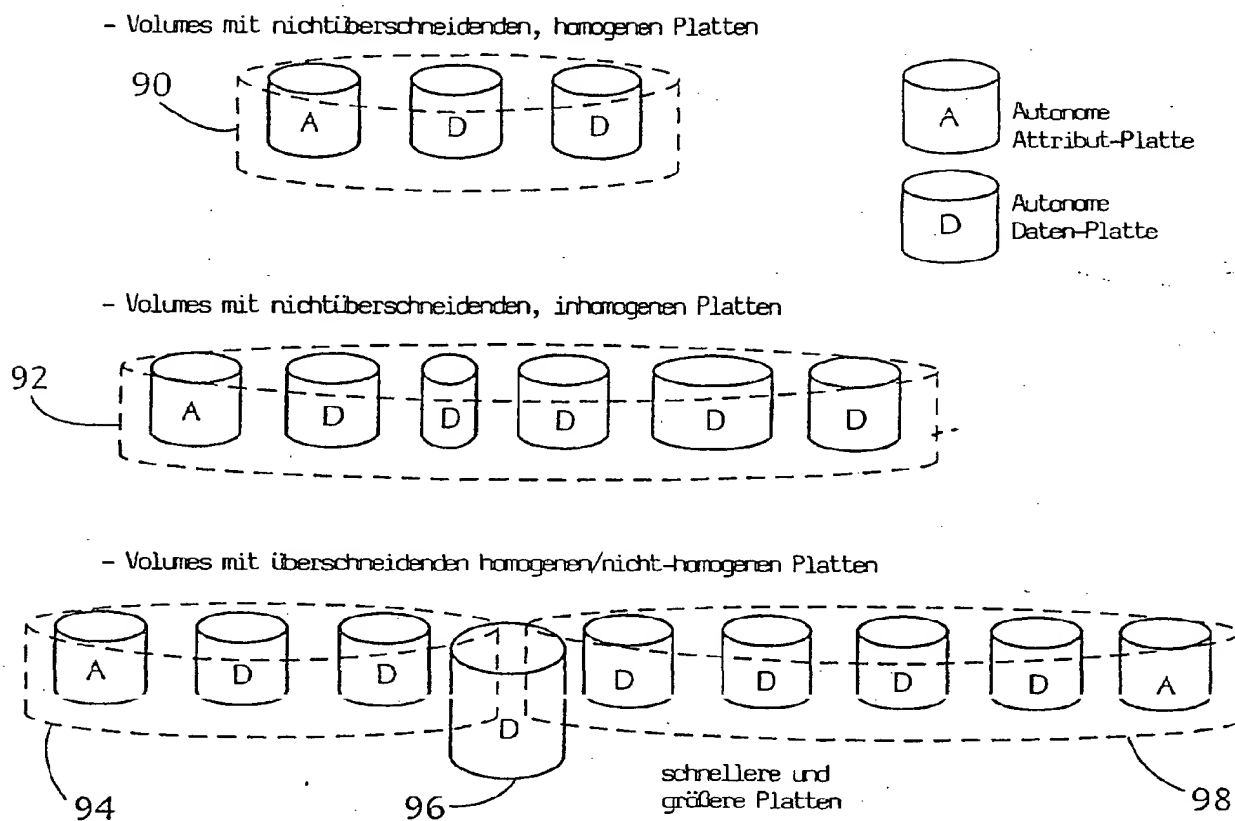 - Volumes mit nichtüberschneidenden, homogenen Platten
90
A D D
A Autonome
Attribut-Platte
D Autonome
Daten-Platte
- Volumes mit nichtüberschneidenden, inhomogenen Platten
92
A D D D D D
- Volumes mit überschneidenden homogenen/nicht-homogenen Platten
A D D D D D D D A
schnellere und
größere Platten
94 96 98